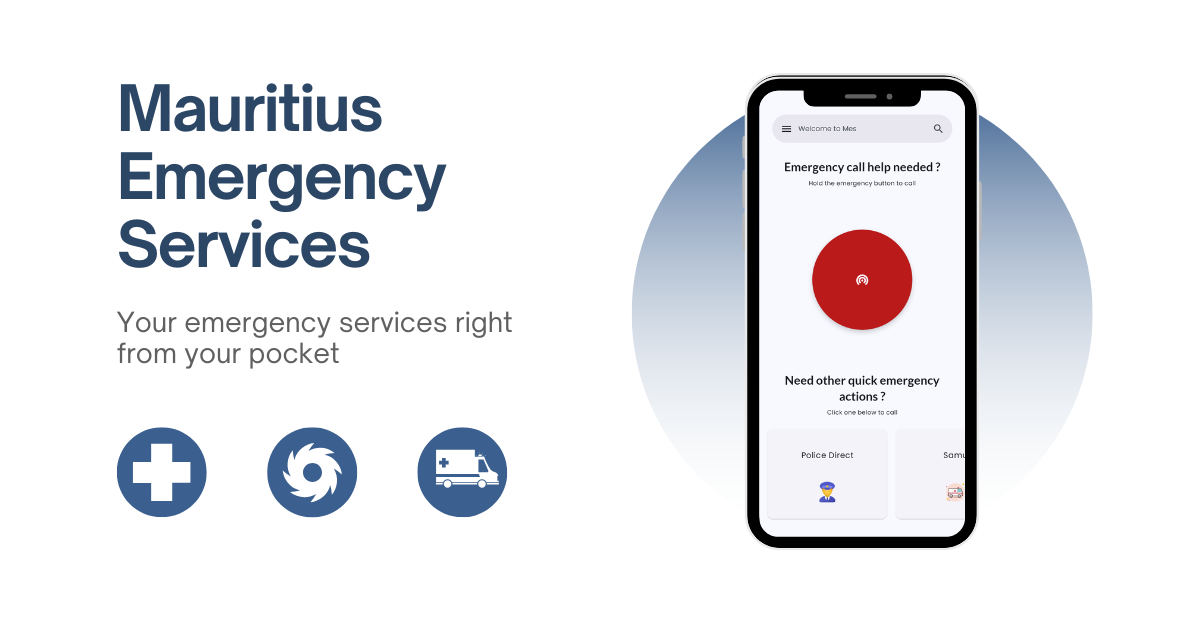 Mauritius
Emergency
Services
Your emergency services right
from your pocket
Welcome to Mes
Emergency call help needed ?
Hold the emergency button to call
Need other quick emergency
actions ?
Click one below to call
Police Direct
Samu